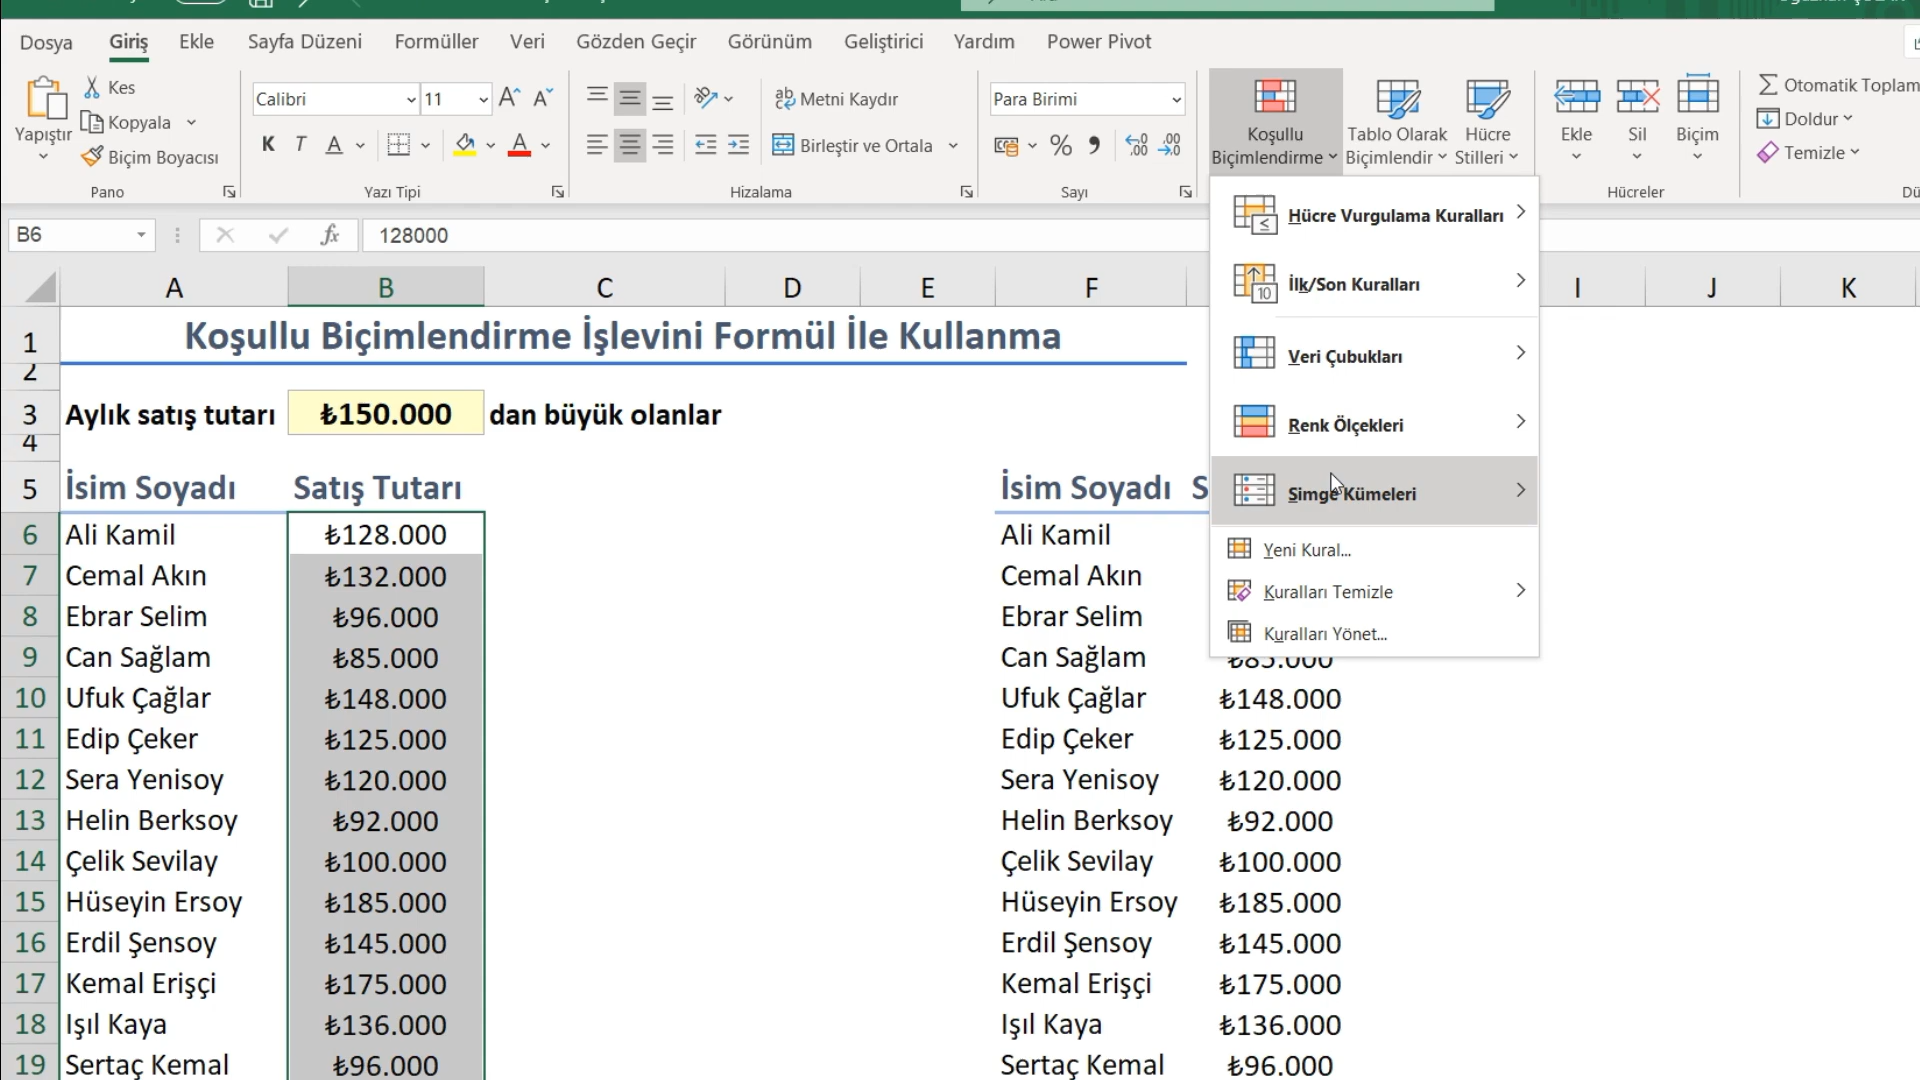 Dosya Giriş Ekle Sayfa Düzeni Formüller Veri Gözden Geçir Görünüm Geliştirici Yardım Power Pivot
Yapıştır
Kes
Kopyala
Biçim Boyacısı
Pano
Calibri 11
K T A
A
Yazı Tipi
Metni Kaydır
Birleştir ve Ortala
Hizalama
Para Birimi
%
Sayı
Koşullu Biçimlendirme
Tablo Olarak Biçimlendir
Hücre Stilleri
Ekle
Sil
Biçim
Hücreler
Otomatik Toplam
Doldur
Temizle
B6
fx
128000
Hücre Vurgulama Kuralları
İlk/Son Kuralları
Veri Çubukları
Renk Ölçekleri
Simge Kümeleri
Yeni Kural...
Kuralları Temizle
Kuralları Yönet...
A B C D E F I J K
1 Koşullu Biçimlendirme İşlevini Formül İle Kullanma
2
3 Aylık satış tutarı ₺150.000 dan büyük olanlar
4
5 İsim Soyadı Satış Tutarı İsim Soyadı S
6 Ali Kamil ₺128.000 Ali Kamil
7 Cemal Akın ₺132.000 Cemal Akın
8 Ebrar Selim ₺96.000 Ebrar Selim
9 Can Sağlam ₺85.000 Can Sağlam ₺85.000
10 Ufuk Çağlar ₺148.000 Ufuk Çağlar ₺148.000
11 Edip Çeker ₺125.000 Edip Çeker ₺125.000
12 Sera Yenisoy ₺120.000 Sera Yenisoy ₺120.000
13 Helin Berksoy ₺92.000 Helin Berksoy ₺92.000
14 Çelik Sevilay ₺100.000 Çelik Sevilay ₺100.000
15 Hüseyin Ersoy ₺185.000 Hüseyin Ersoy ₺185.000
16 Erdil Şensoy ₺145.000 Erdil Şensoy ₺145.000
17 Kemal Erişçi ₺175.000 Kemal Erişçi ₺175.000
18 Işıl Kaya ₺136.000 Işıl Kaya ₺136.000
19 Sertaç Kemal ₺96.000 Sertaç Kemal ₺96.000